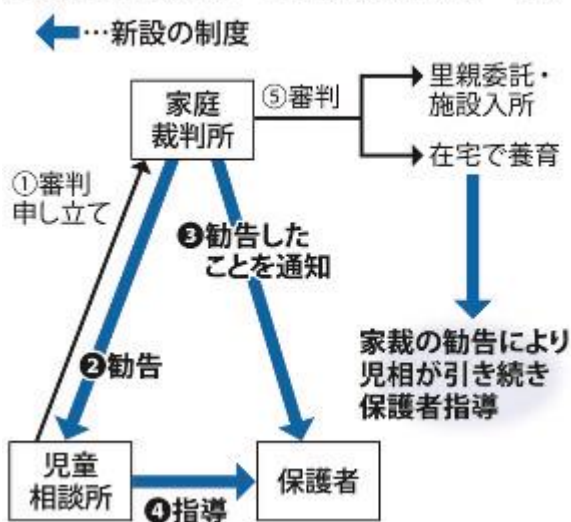 …新設の制度
家庭
裁判所
⑤審判
里親委託・
施設入所
在宅で養育
①審判
申し立て
❸勧告した
ことを通知
❷勧告
家裁の勧告により
児相が引き続き
保護者指導
児童
相談所
❹指導
保護者